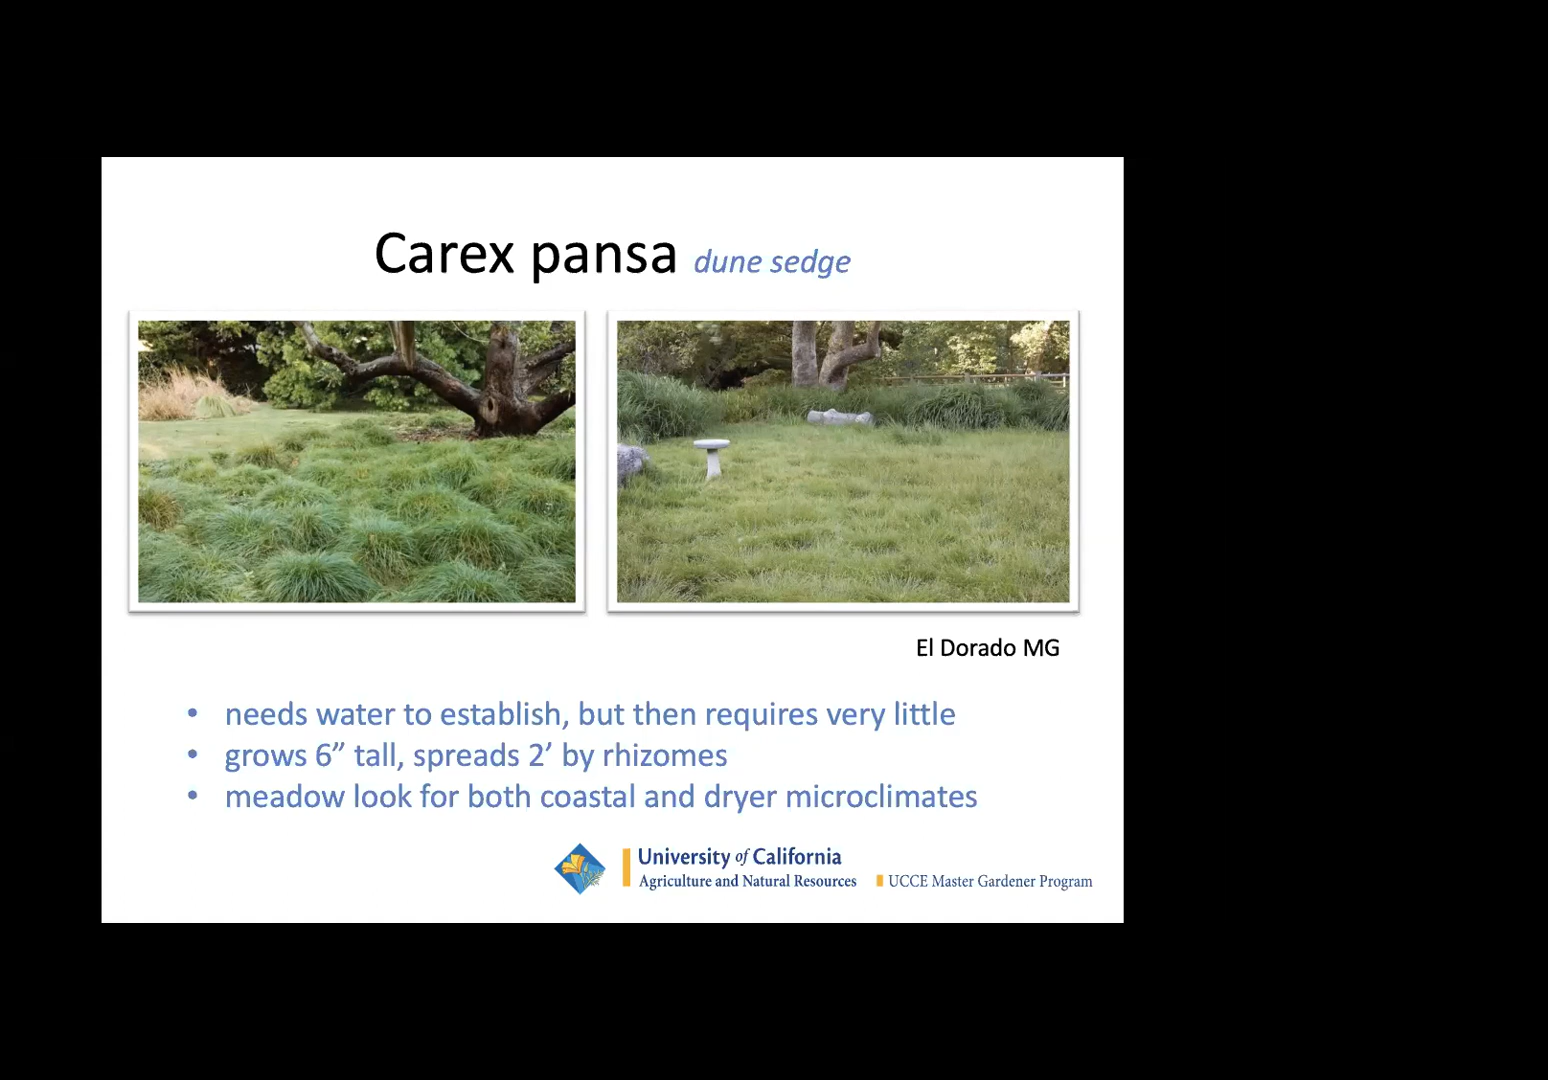 Carex pansa dune sedge
El Dorado MG
• needs water to establish, but then requires very little
• grows 6” tall, spreads 2’ by rhizomes
• meadow look for both coastal and dryer microclimates
University of California
Agriculture and Natural Resources
UCCE Master Gardener Program